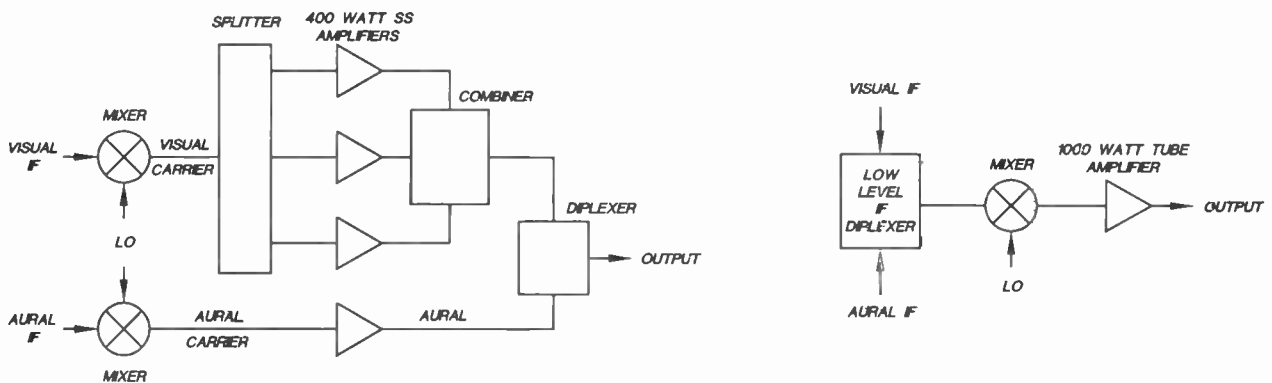 SPLITTER
400 WATT SS
AMPLIFIERS
COMBINER
MIXER
VISUAL
IF
VISUAL
CARRIER
LO
DIPLEXER
OUTPUT
AURAL
IF
AURAL
CARRIER
AURAL
MIXER
VISUAL IF
LOW
LEVEL
IF
DIPLEXER
MIXER
1000 WATT TUBE
AMPLIFIER
OUTPUT
LO
AURAL IF